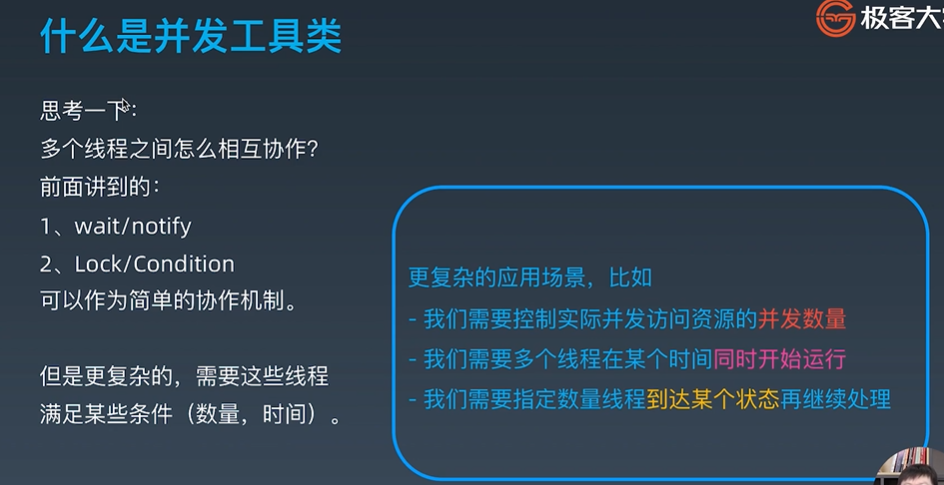 什么是并发工具类
极客大
思考一下：
多个线程之间怎么相互协作？
前面讲到的：
1、wait/notify
2、Lock/Condition
可以作为简单的协作机制。
但是更复杂的，需要这些线程
满足某些条件（数量，时间）。
更复杂的应用场景，比如
- 我们需要控制实际并发访问资源的并发数量
- 我们需要多个线程在某个时间同时开始运行
- 我们需要指定数量线程到达某个状态再继续处理